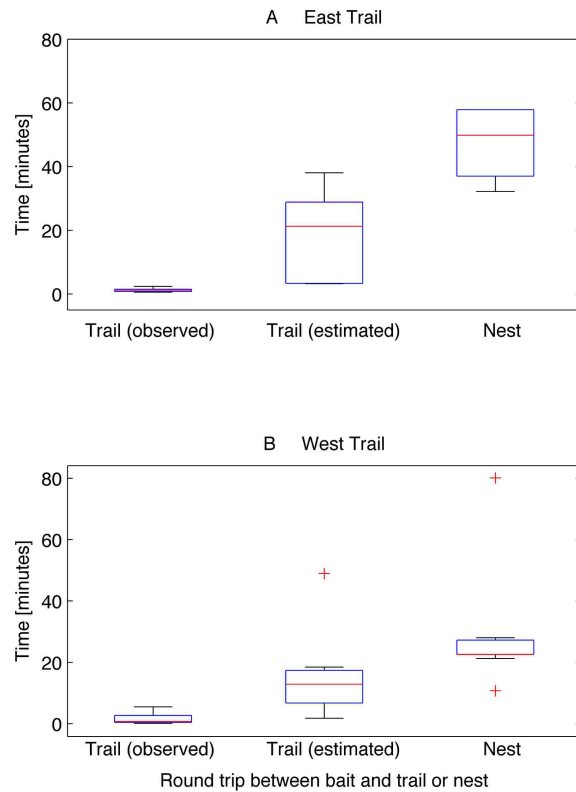 A East Trail
80
60
40
20
0
Time [minutes]
Trail (observed) Trail (estimated) Nest
B West Trail
80
60
40
20
0
Time [minutes]
Trail (observed) Trail (estimated) Nest
Round trip between bait and trail or nest